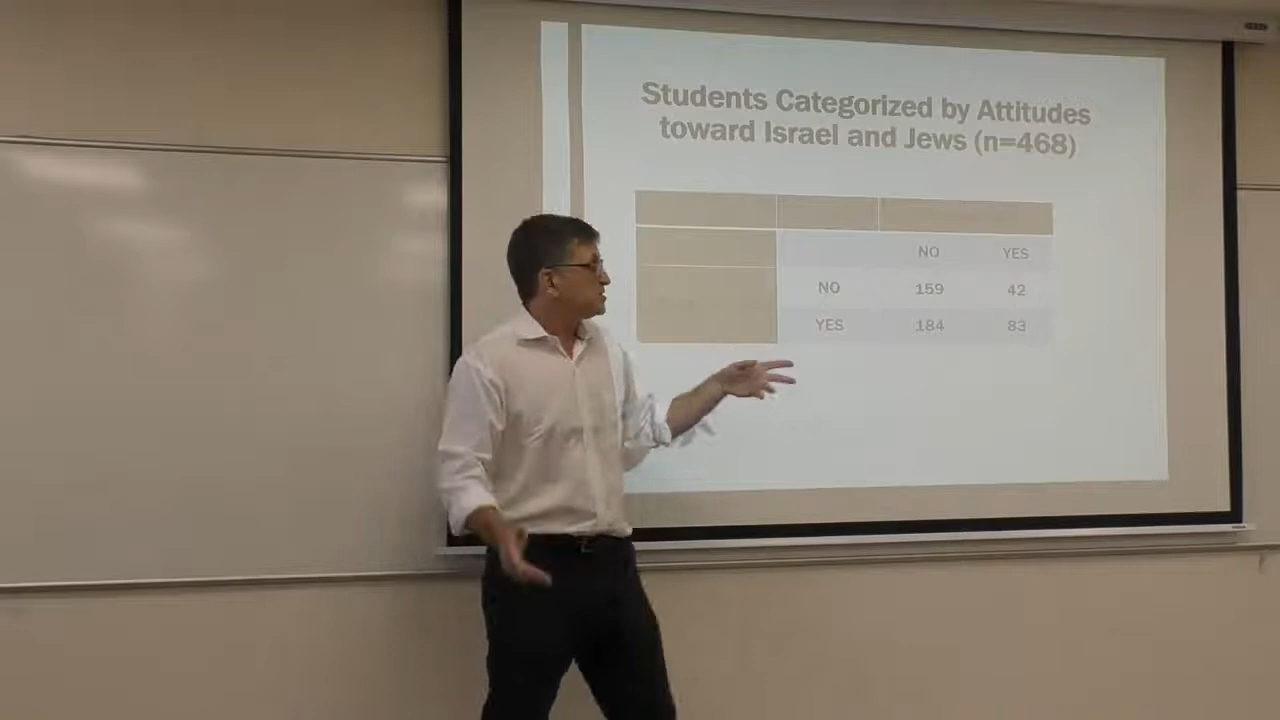 Students Categorized by Attitudes
toward Israel and Jews (n=468)
NO YES
NO 159 42
YES 184 83